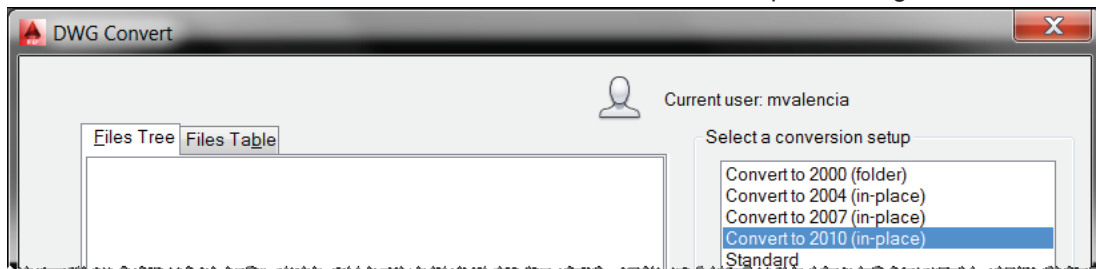 DWG Convert
Current user: mvalencia
Files Tree Files Table
Select a conversion setup
Convert to 2000 (folder)
Convert to 2004 (in-place)
Convert to 2007 (in-place)
Convert to 2010 (in-place)
Standard